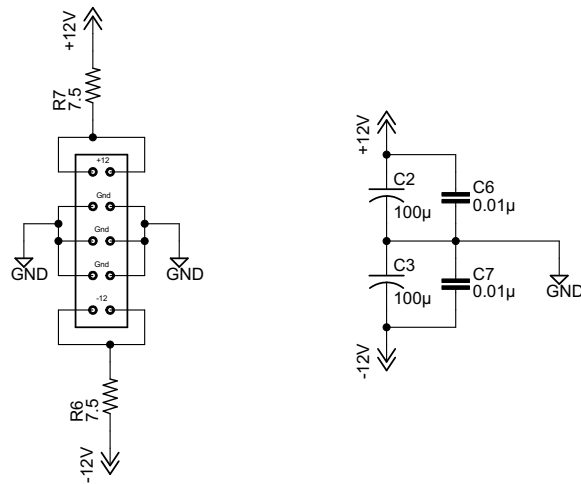 +12V
R7
7.5
+12
Gnd
Gnd
Gnd
-12
GND
GND
R6
7.5
-12V
+12V
C2
100µ
C6
0.01µ
C3
100µ
C7
0.01µ
GND
-12V